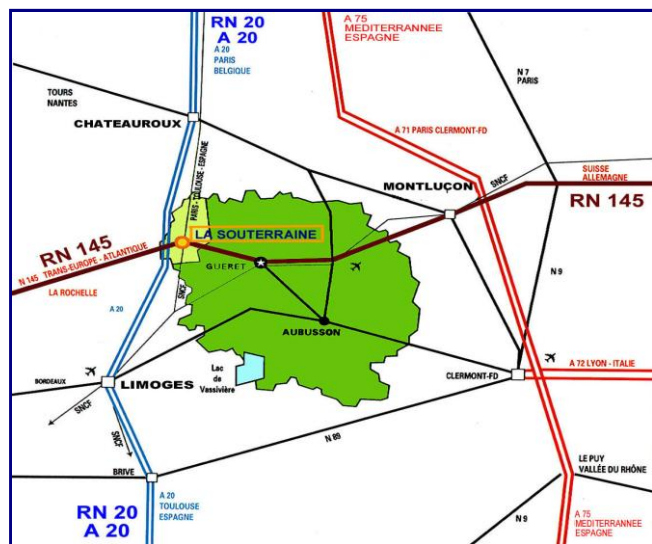 RN 20
A 20
A 75
MEDITERRANNEE
ESPAGNE
A 20
PARIS
BELGIQUE
N 7
PARIS
TOURS
NANTES
CHATEAUROUX
A 71 PARIS CLERMONT-FD
PARIS - TOULOUSE - ESPAGNE
SNCF
SUISSE
ALLEMAGNE
MONTLUÇON
RN 145
RN 145
LA SOUTERRAINE
N 145 TRANS-EUROPE - ATLANTIQUE
GUERET
LA ROCHELLE
N 9
SNCF
A 20
AUBUSSON
A 72 LYON - ITALIE
Lac
de
Vassivière
CLERMONT-FD
BORDEAUX
LIMOGES
SNCF
SNCF
N 89
BRIVE
LE PUY
VALLÉE DU RHÔNE
A 20
TOULOUSE
ESPAGNE
RN 20
A 20
N 9
A 75
MEDITERRANNEE
ESPAGNE